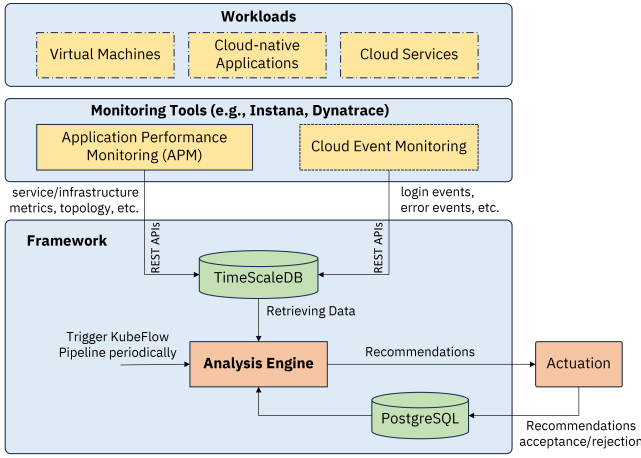 Workloads
Virtual Machines
Cloud-native
Applications
Cloud Services
Monitoring Tools (e.g., Instana, Dynatrace)
Application Performance
Monitoring (APM)
Cloud Event Monitoring
service/infrastructure
metrics, topology, etc.
login events,
error events, etc.
Framework
REST APIs
REST APIs
TimeScaleDB
Retrieving Data
Trigger KubeFlow
Pipeline periodically
Analysis Engine
Recommendations
Actuation
PostgreSQL
Recommendations
acceptance/rejection